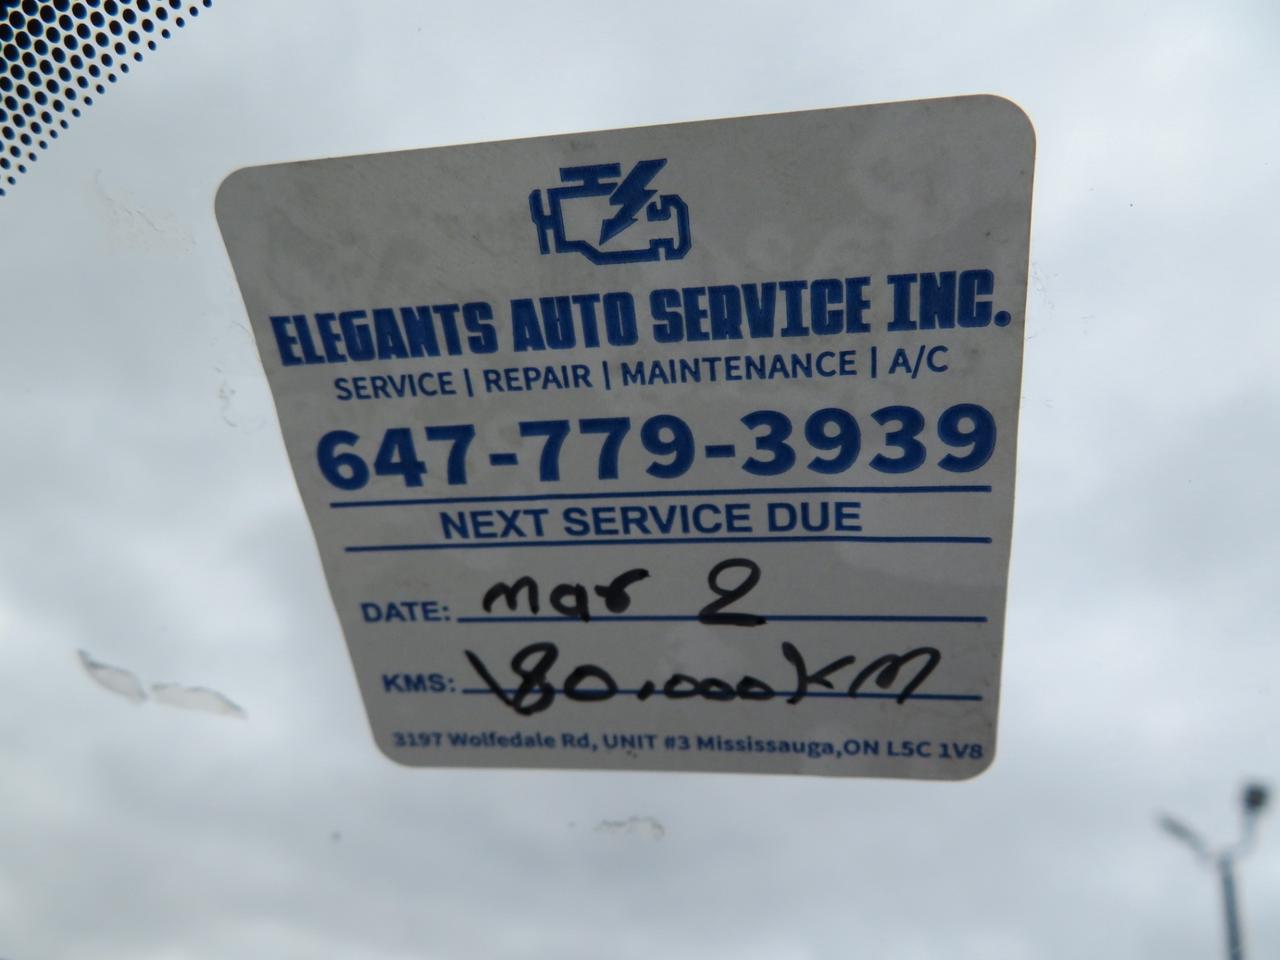 ELEGANTS AUTO SERVICE INC.
SERVICE | REPAIR | MAINTENANCE | A/C
647-779-3939
NEXT SERVICE DUE
DATE: mar 2
KMS: 180,000KM
3197 Wolfedale Rd, UNIT #3 Mississauga,ON L5C 1V8